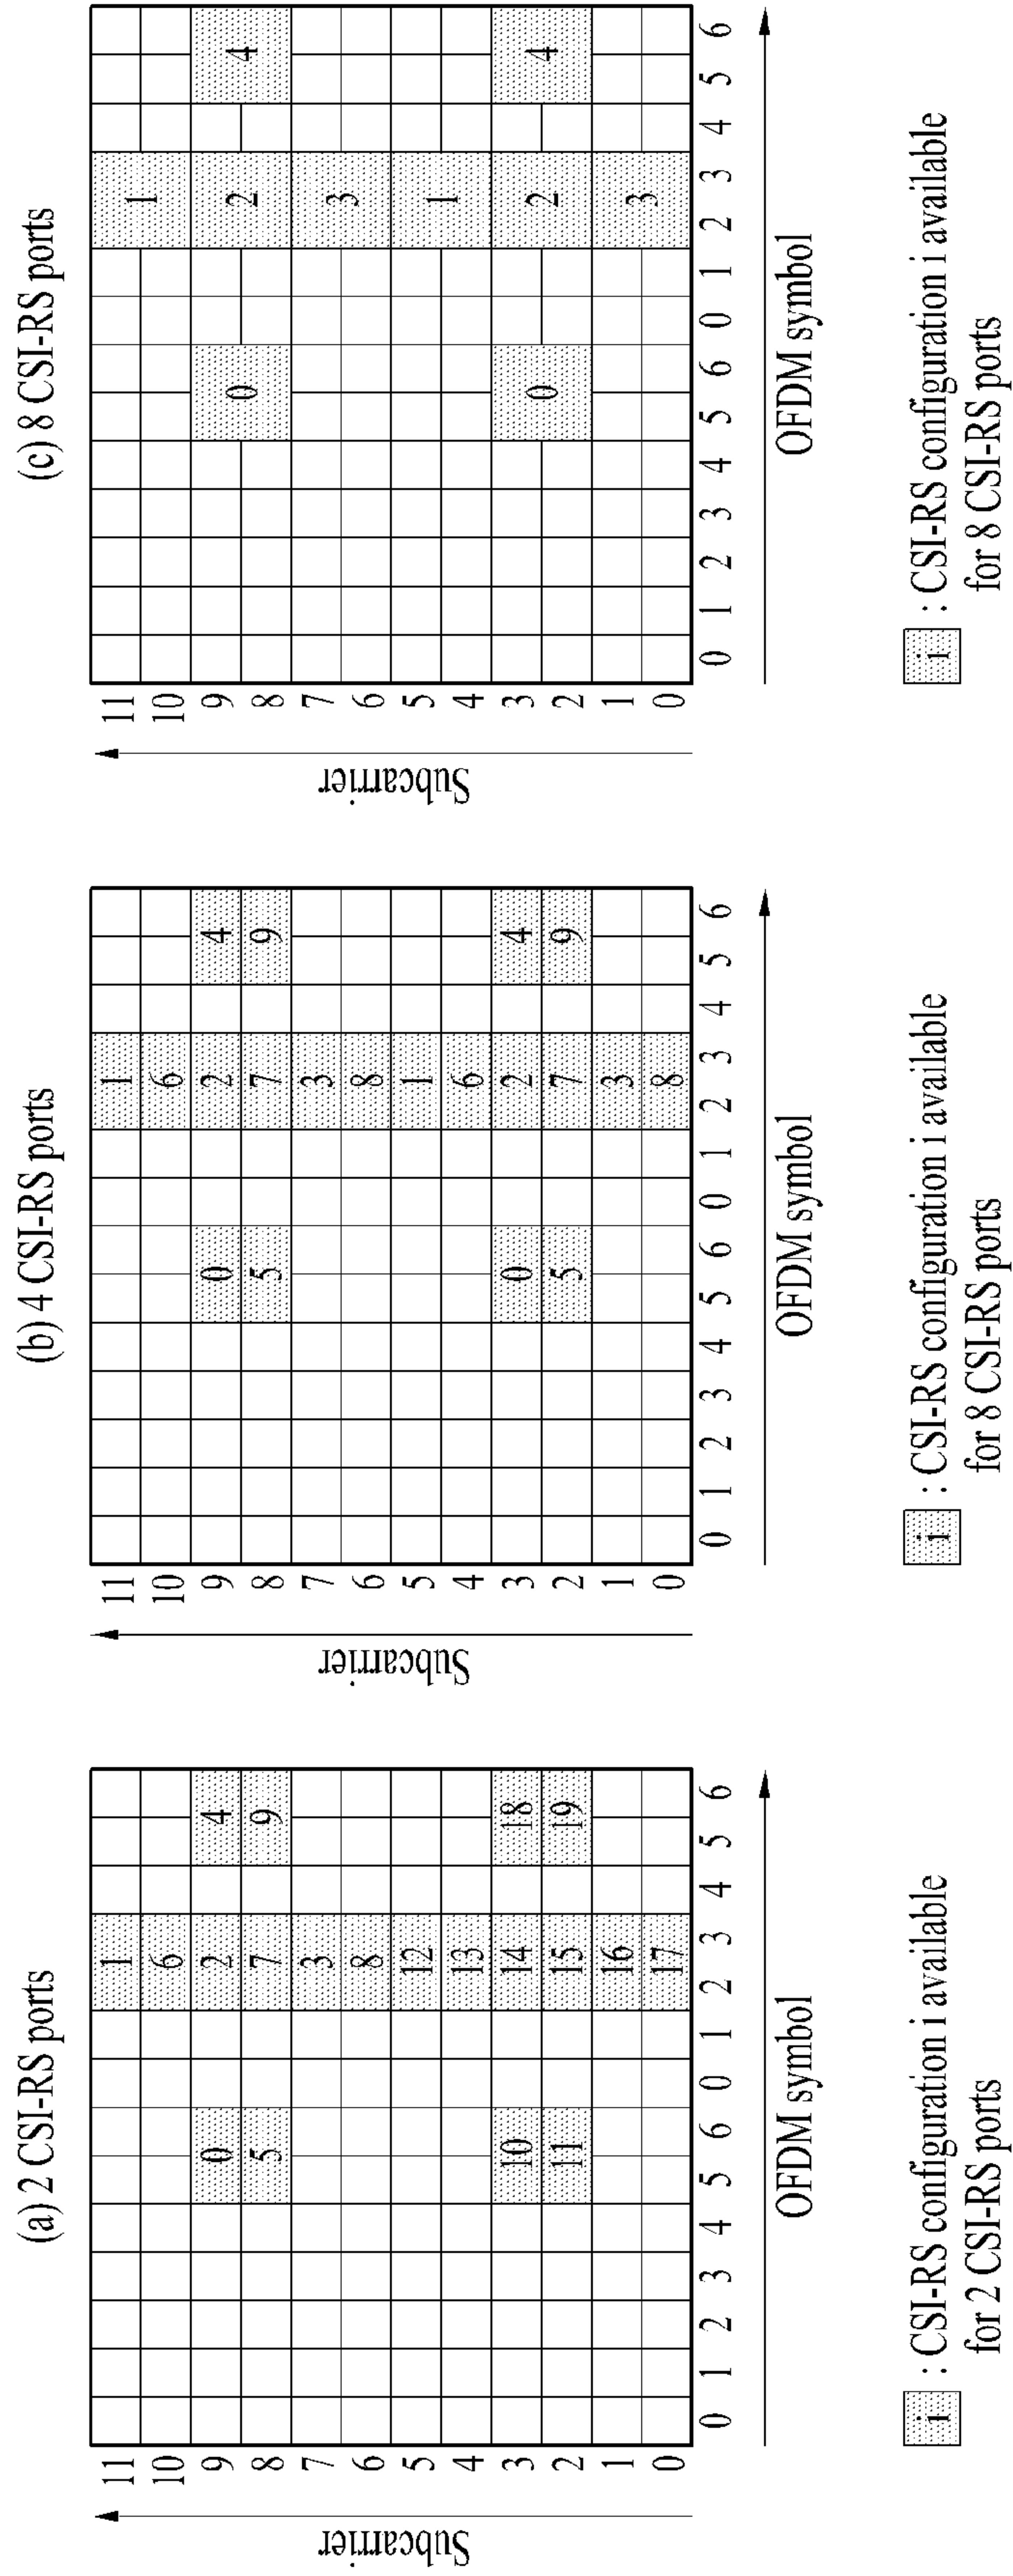 (a) 2 CSI-RS ports
Subcarrier
11
10
9 0 4
8 5 9
7
6
5
4
3 10 18
2 11 19
1
0
1
6
2
7
3
8
12
13
14
15
16
17
0 1 2 3 4 5 6 0 1 2 3 4 5 6
OFDM symbol
i : CSI-RS configuration i available
for 2 CSI-RS ports
(b) 4 CSI-RS ports
Subcarrier
11
10
9 0 4
8 5 9
7
6
5
4
3 0 4
2 5 9
1
0
1
6
2
7
3
8
1
6
2
7
3
8
0 1 2 3 4 5 6 0 1 2 3 4 5 6
OFDM symbol
i : CSI-RS configuration i available
for 8 CSI-RS ports
(c) 8 CSI-RS ports
Subcarrier
11
10
9
8
7
6
5
4
3
2
1
0
0 4
0 4
1
2
3
1
2
3
0 1 2 3 4 5 6 0 1 2 3 4 5 6
OFDM symbol
i : CSI-RS configuration i available
for 8 CSI-RS ports